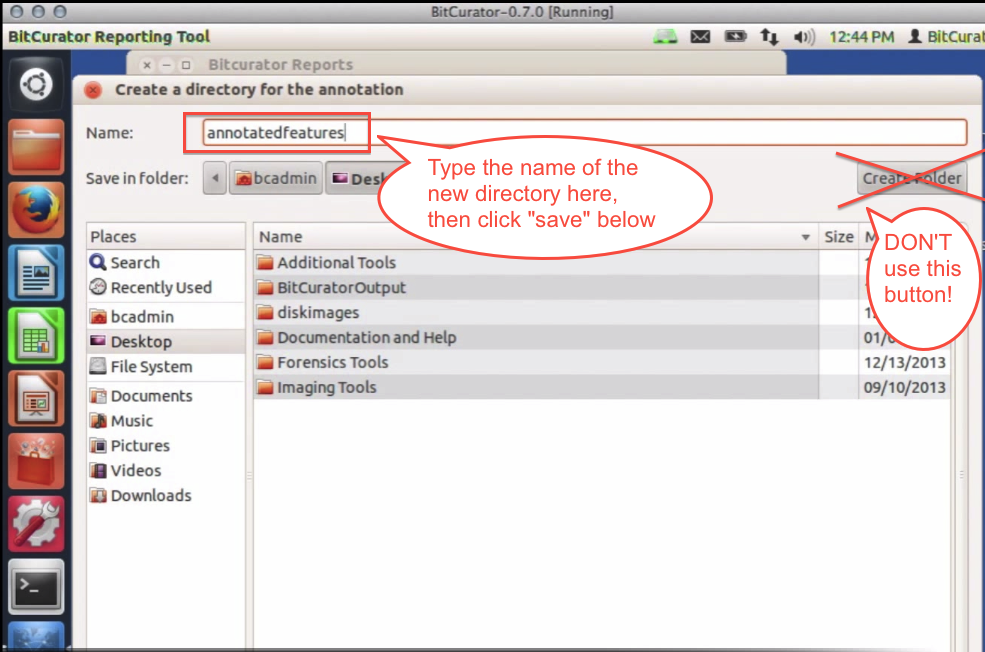 BitCurator-0.7.0 [Running]
BitCurator Reporting Tool
12:44 PM
BitCurat
Bitcurator Reports
Create a directory for the annotation
Name:
annotatedfeatures
Save in folder:
bcadmin
Desk
Create Folder
Type the name of the
new directory here,
then click "save" below
DON'T
use this
button!
Places
Search
Recently Used
bcadmin
Desktop
File System
Documents
Music
Pictures
Videos
Downloads
Name
Size
M
Additional Tools
BitCuratorOutput
diskimages
Documentation and Help
01/0
Forensics Tools
12/13/2013
Imaging Tools
09/10/2013